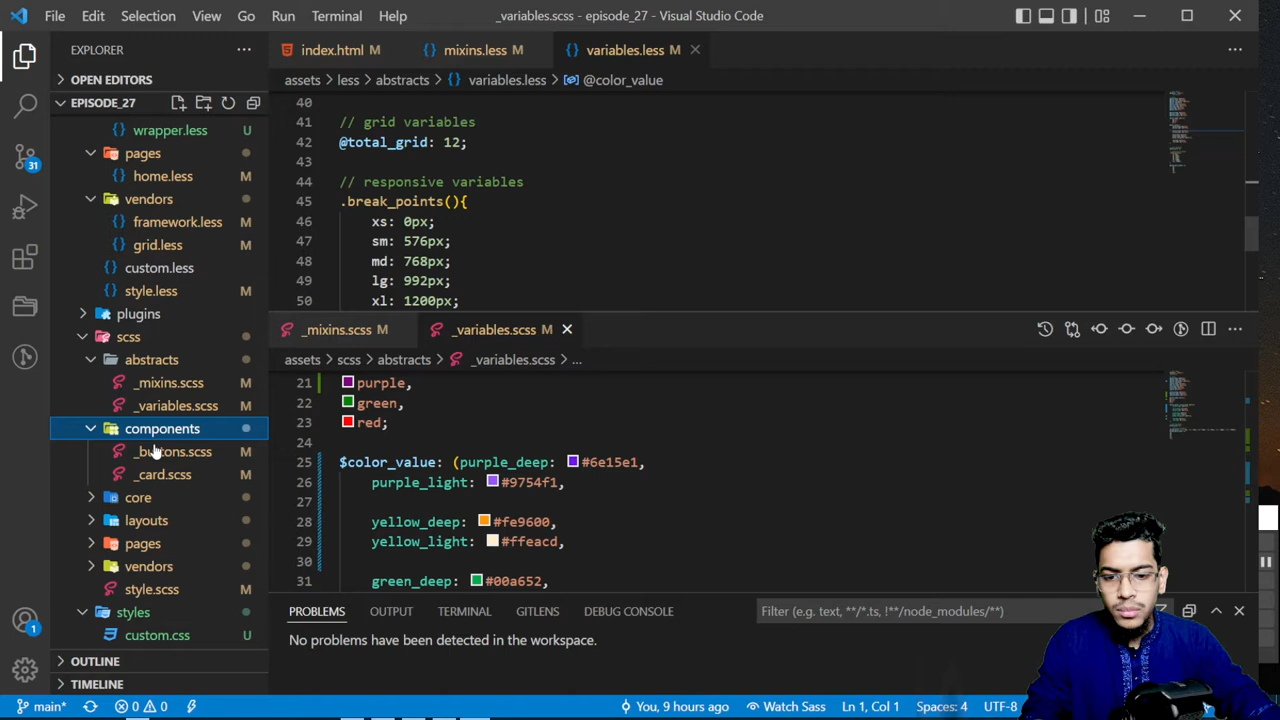 File Edit Selection View Go Run Terminal Help
_variables.scss - episode_27 - Visual Studio Code
EXPLORER
OPEN EDITORS
EPISODE_27
wrapper.less U
pages
home.less M
vendors
framework.less M
grid.less M
custom.less
style.less M
plugins
scss
abstracts
_mixins.scss M
_variables.scss M
components
_buttons.scss M
_card.scss M
core
layouts
pages
vendors
style.scss M
styles
custom.css U
OUTLINE
TIMELINE
31
1
index.html M mixins.less M variables.less M
assets > less > abstracts > variables.less > @color_value
40
41 // grid variables
42 @total_grid: 12;
43
44 // responsive variables
45 .break_points(){
46 xs: 0px;
47 sm: 576px;
48 md: 768px;
49 lg: 992px;
50 xl: 1200px;
_mixins.scss M _variables.scss M
assets > scss > abstracts > _variables.scss > ...
21 purple,
22 green,
23 red;
24
25 $color_value: (purple_deep: #6e15e1,
26 purple_light: #9754f1,
27
28 yellow_deep: #fe9600,
29 yellow_light: #ffeacd,
30
31 green_deep: #00a652,
PROBLEMS OUTPUT TERMINAL GITLENS DEBUG CONSOLE
Filter (e.g. text, **/*.ts, !**/node_modules/**)
No problems have been detected in the workspace.
main* 0 0 You, 9 hours ago Watch Sass Ln 1, Col 1 Spaces: 4 UTF-8